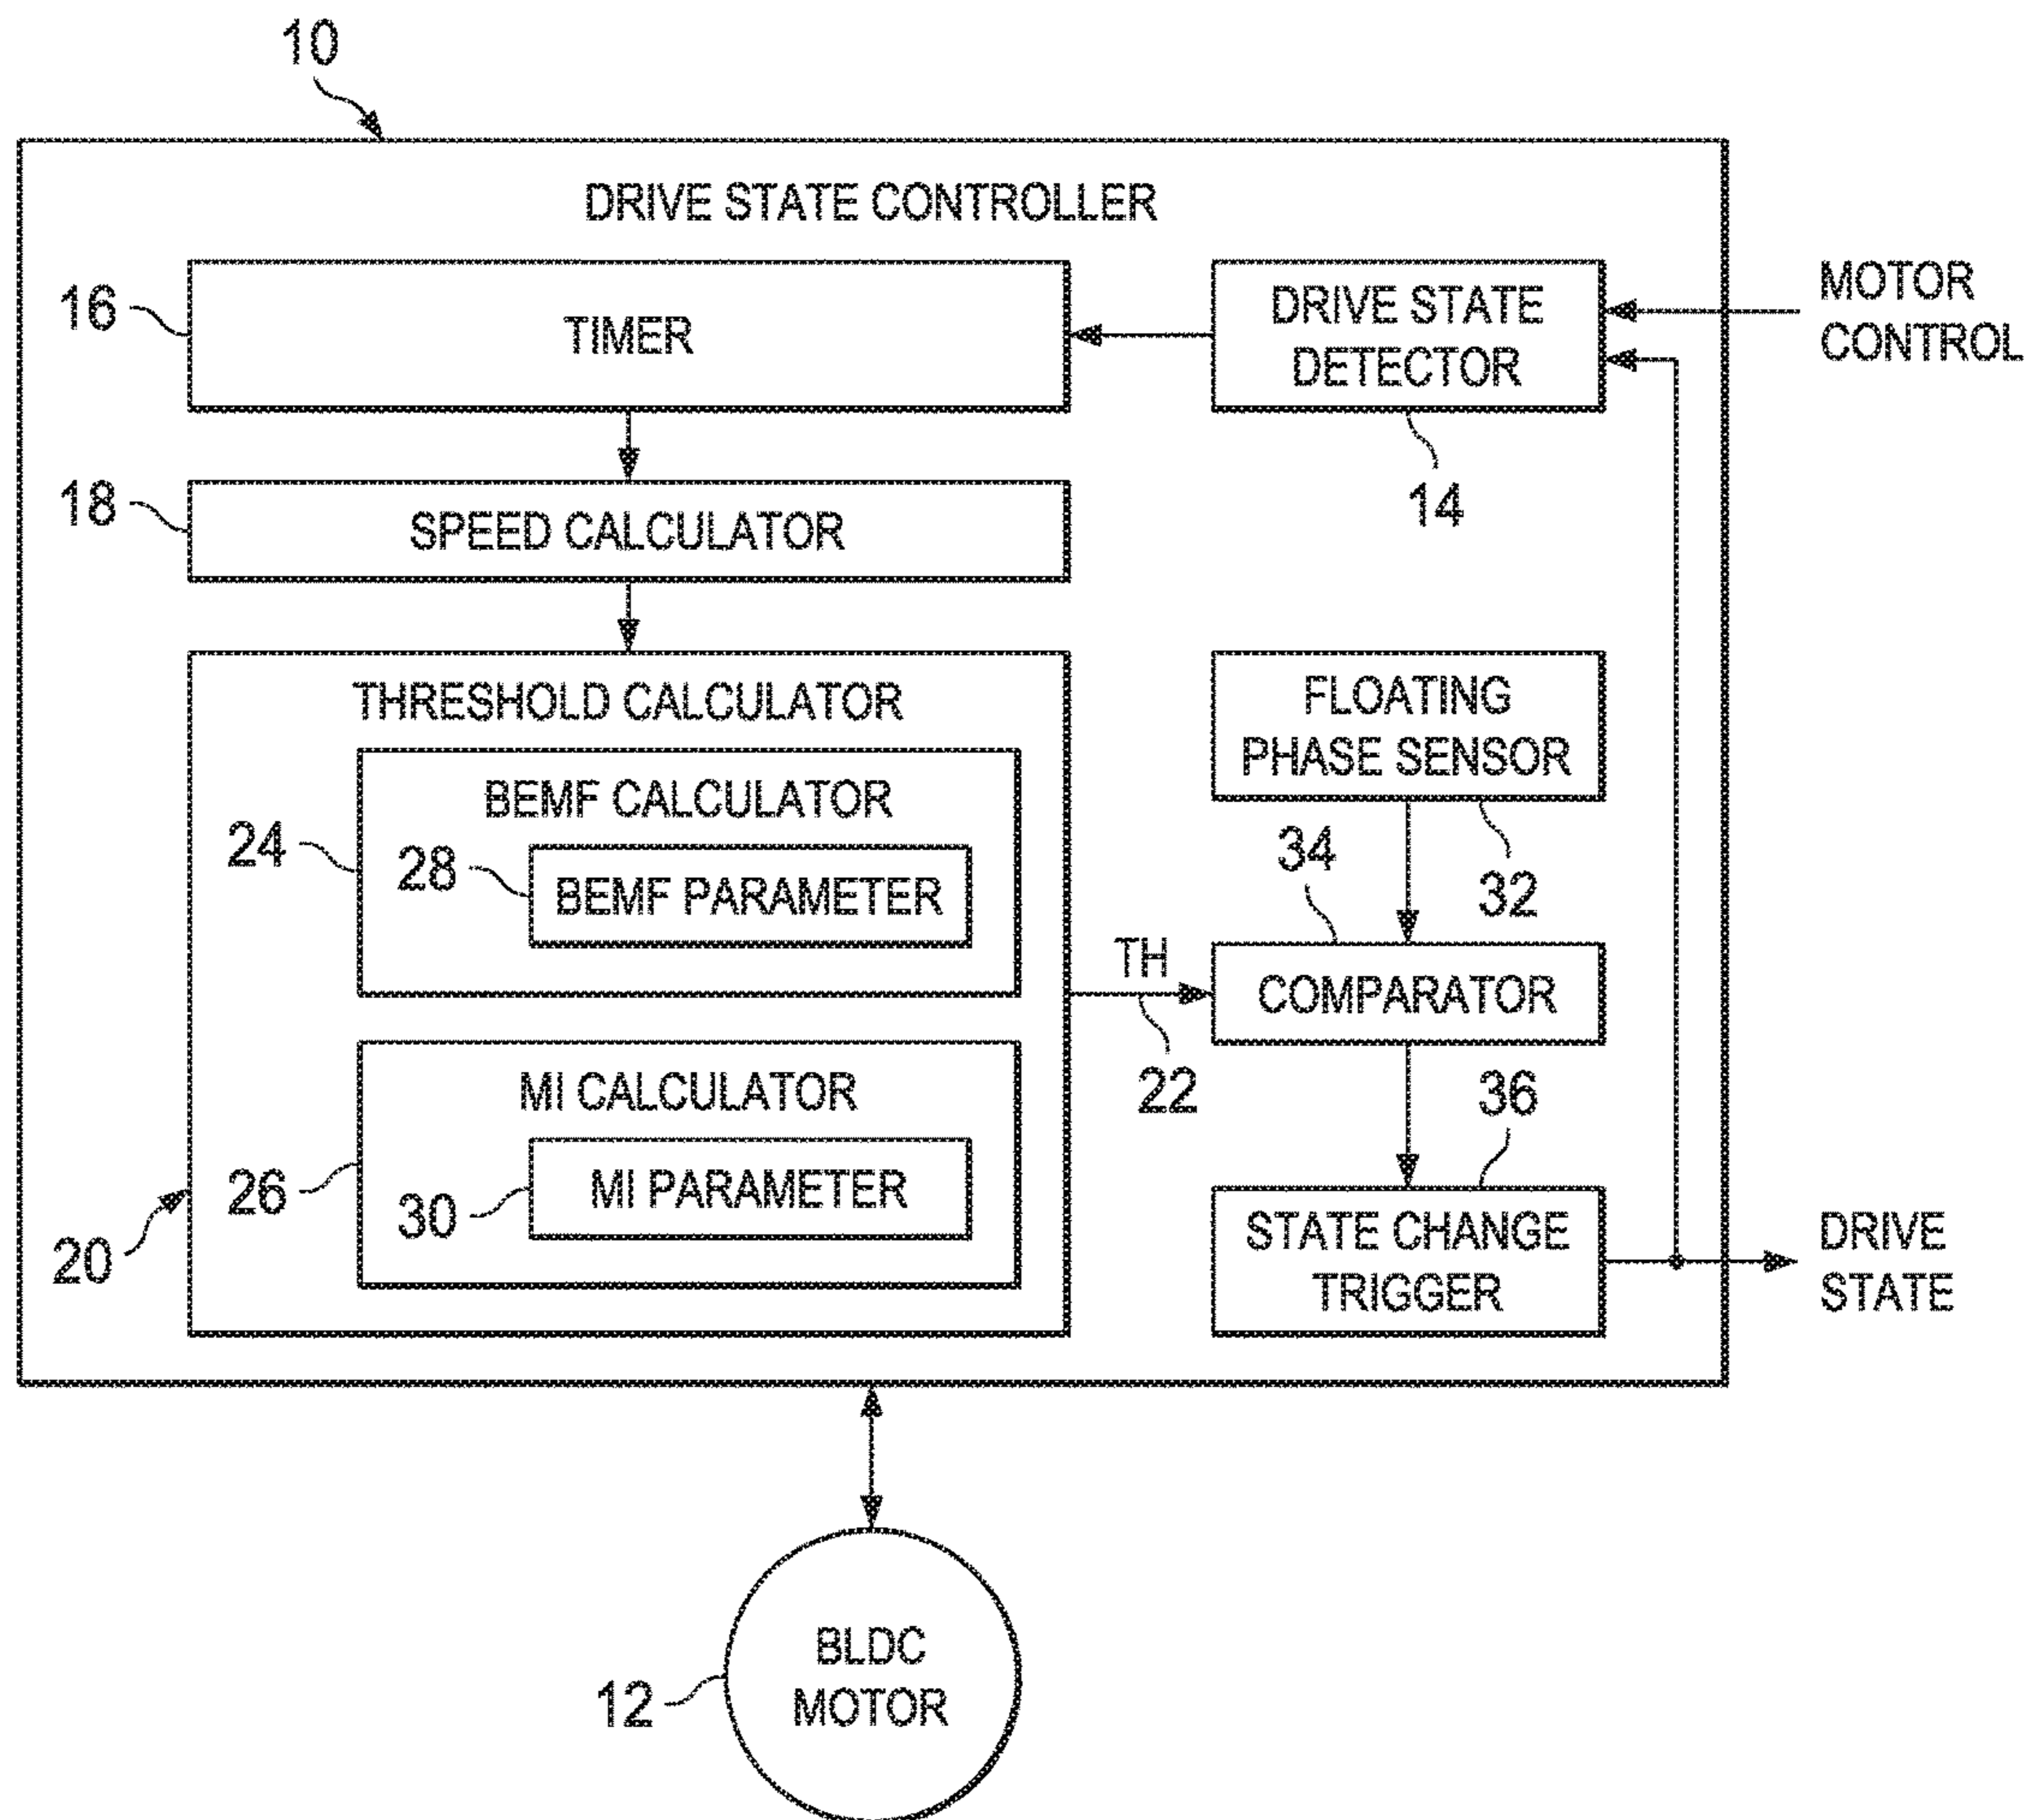 10
DRIVE STATE CONTROLLER
16
TIMER
DRIVE STATE
DETECTOR
14
MOTOR
CONTROL
18
SPEED CALCULATOR
THRESHOLD CALCULATOR
24
BEMF CALCULATOR
28
BEMF PARAMETER
FLOATING
PHASE SENSOR
32
34
TH
22
COMPARATOR
26
MI CALCULATOR
30
MI PARAMETER
20
36
STATE CHANGE
TRIGGER
DRIVE
STATE
12
BLDC
MOTOR